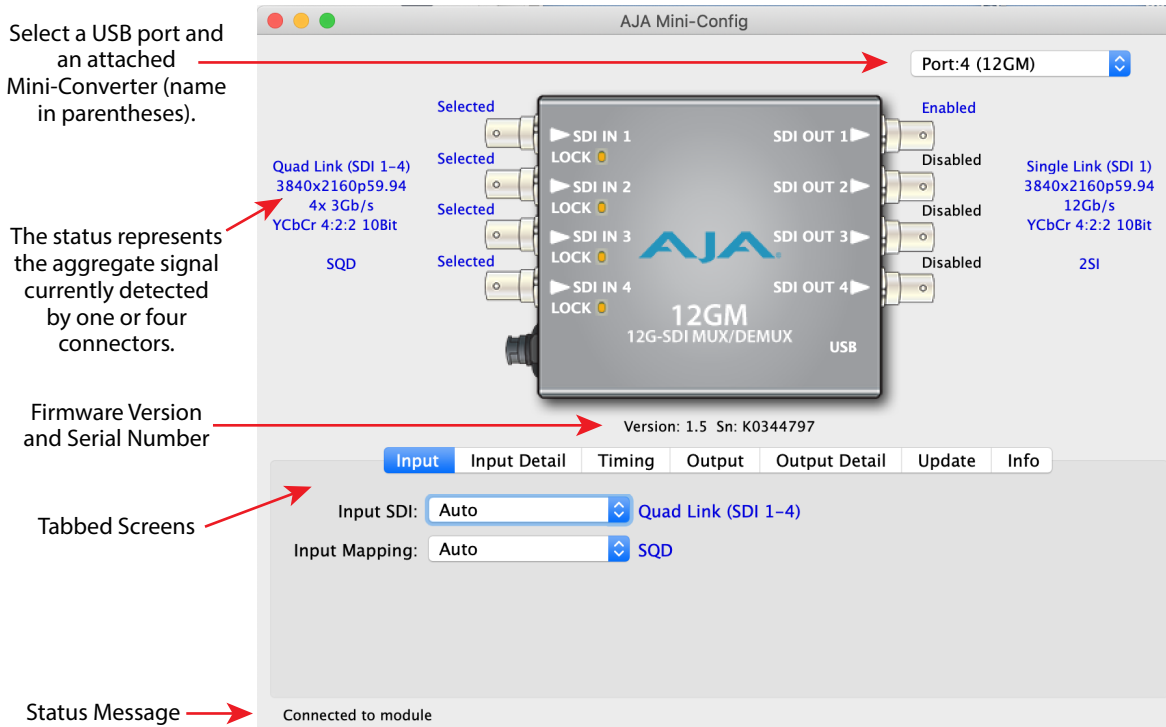 AJA Mini-Config
Select a USB port and
an attached
Mini-Converter (name
in parentheses).
Port:4 (12GM)
Selected
Enabled
SDI IN 1
SDI OUT 1
LOCK
Selected
Disabled
SDI IN 2
SDI OUT 2
LOCK
Selected
Disabled
SDI IN 3
SDI OUT 3
LOCK
Selected
Disabled
SDI IN 4
SDI OUT 4
LOCK
AJA
12GM
12G-SDI MUX/DEMUX
USB
Quad Link (SDI 1-4)
3840x2160p59.94
4x 3Gb/s
YCbCr 4:2:2 10Bit
SQD
Single Link (SDI 1)
3840x2160p59.94
12Gb/s
YCbCr 4:2:2 10Bit
2SI
The status represents
the aggregate signal
currently detected
by one or four
connectors.
Firmware Version
and Serial Number
Version: 1.5 Sn: K0344797
Input Input Detail Timing Output Output Detail Update Info
Tabbed Screens
Input SDI: Auto Quad Link (SDI 1-4)
Input Mapping: Auto SQD
Status Message
Connected to module